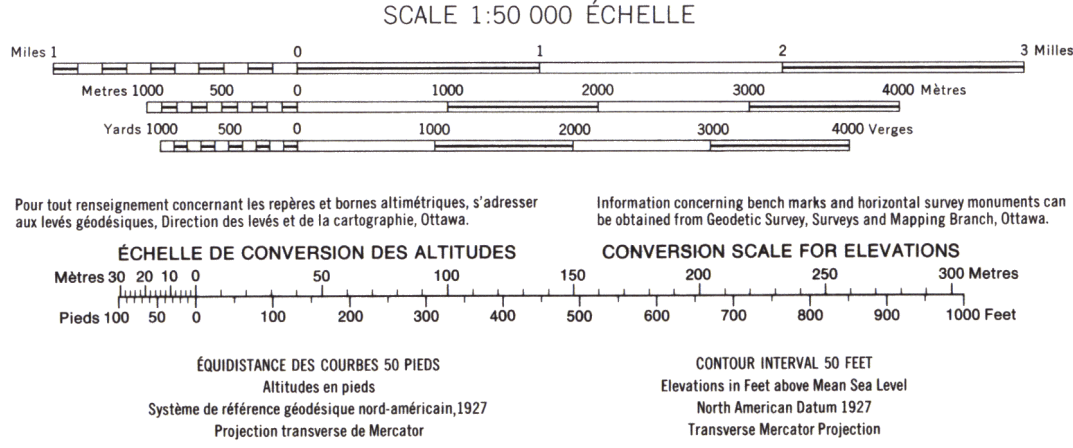 SCALE 1:50 000 ÉCHELLE
Miles 1 0 1 2 3 Milles
Metres 1000 500 0 1000 2000 3000 4000 Mètres
Yards 1000 500 0 1000 2000 3000 4000 Verges
Pour tout renseignement concernant les repères et bornes altimétriques, s'adresser
aux levés géodésiques, Direction des levés et de la cartographie, Ottawa.
Information concerning bench marks and horizontal survey monuments can
be obtained from Geodetic Survey, Surveys and Mapping Branch, Ottawa.
ÉCHELLE DE CONVERSION DES ALTITUDES
CONVERSION SCALE FOR ELEVATIONS
Mètres 30 20 10 0 50 100 150 200 250 300 Metres
Pieds 100 50 0 100 200 300 400 500 600 700 800 900 1000 Feet
ÉQUIDISTANCE DES COURBES 50 PIEDS
Altitudes en pieds
Système de référence géodésique nord-américain,1927
Projection transverse de Mercator
CONTOUR INTERVAL 50 FEET
Elevations in Feet above Mean Sea Level
North American Datum 1927
Transverse Mercator Projection